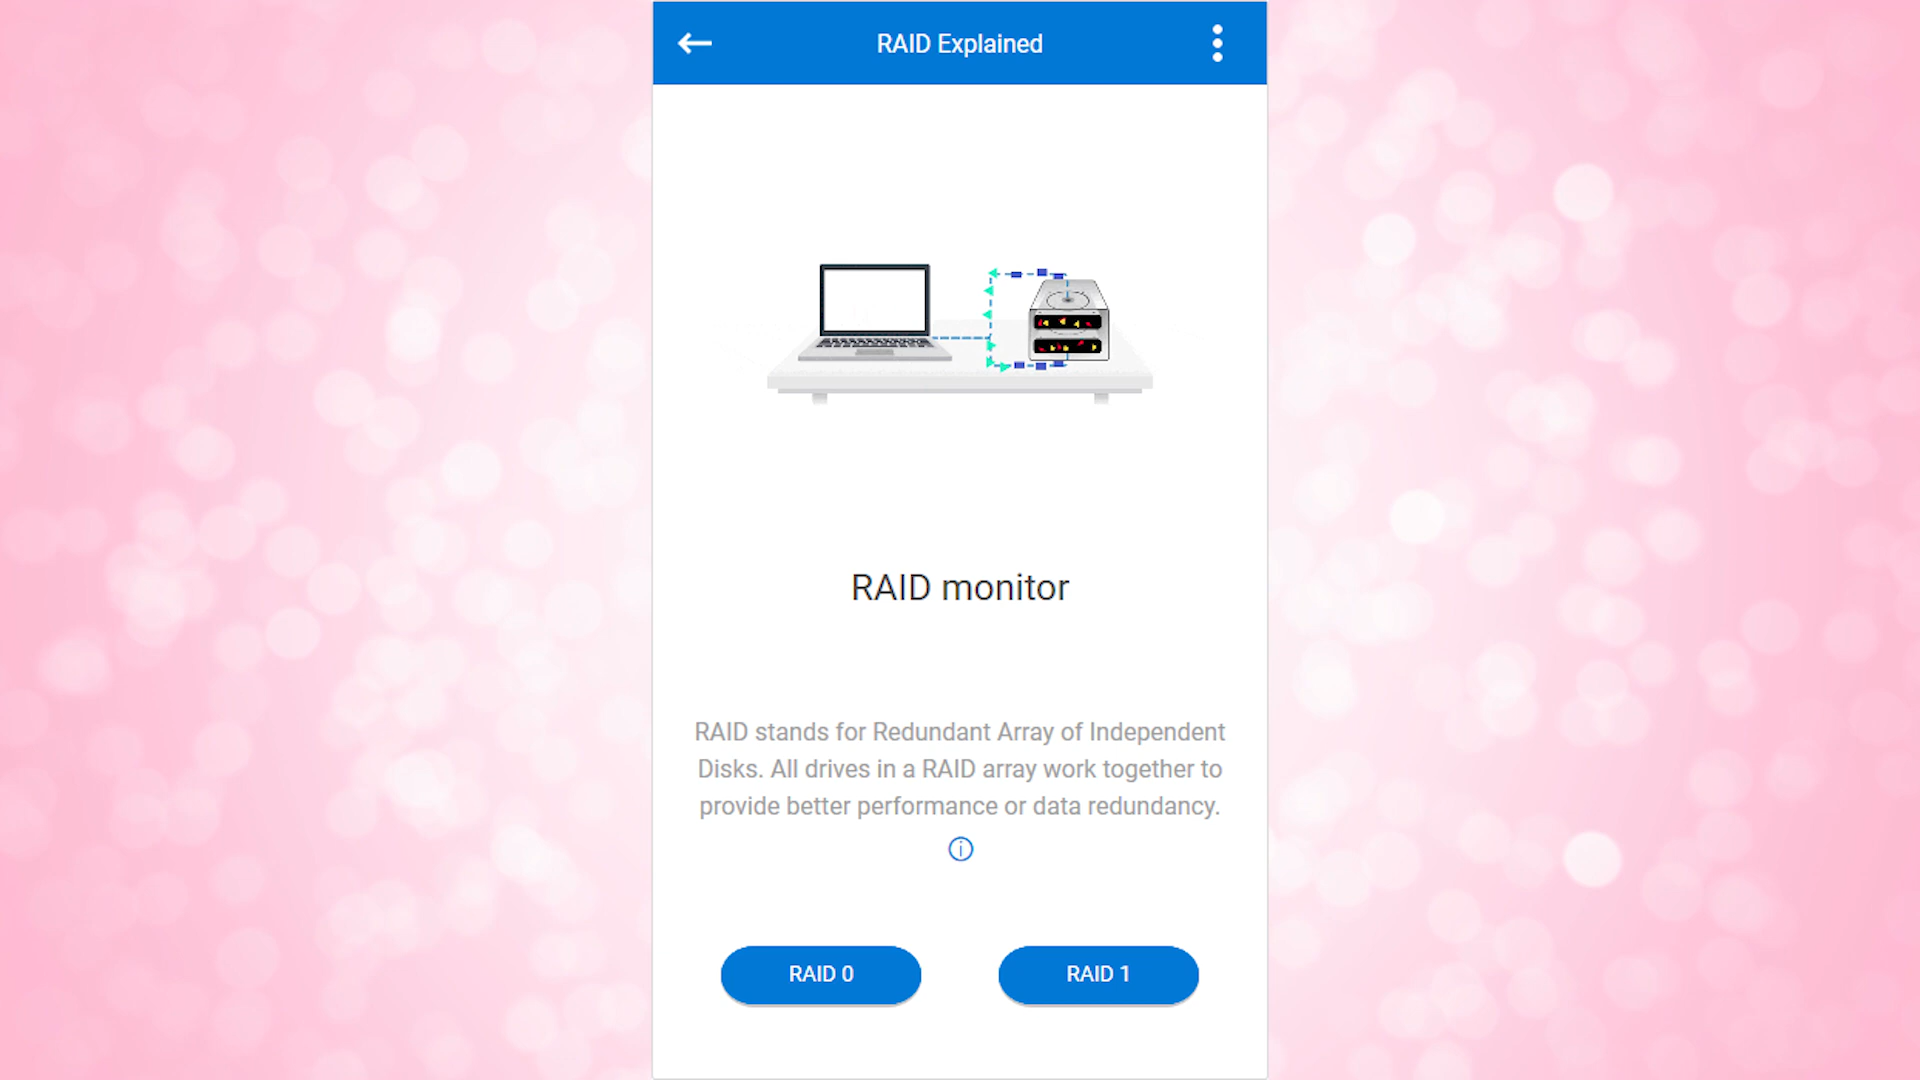 RAID Explained
RAID monitor
RAID stands for Redundant Array of Independent
Disks. All drives in a RAID array work together to
provide better performance or data redundancy.
RAID 0
RAID 1